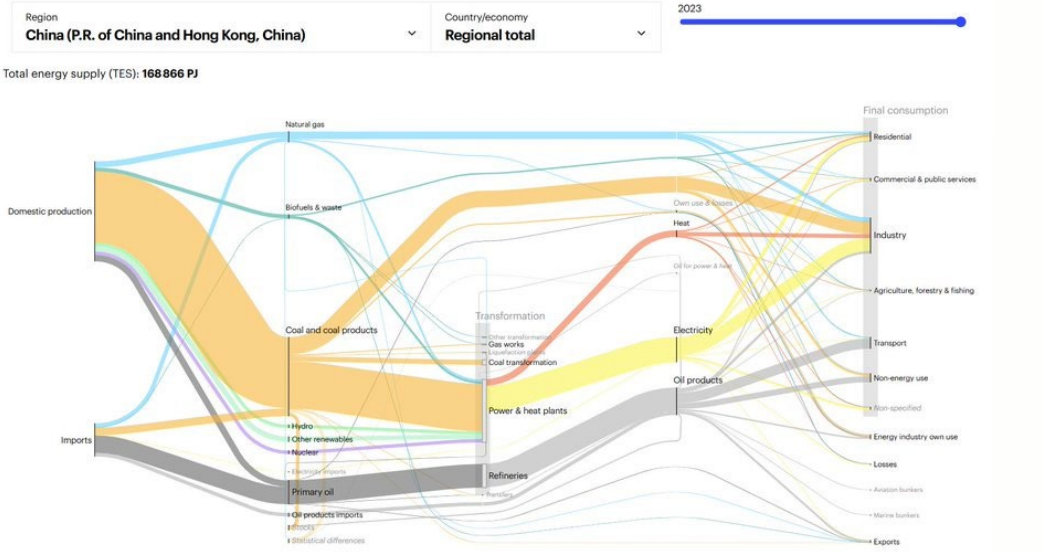 Region
China (P.R. of China and Hong Kong, China)
Country/economy
Regional total
2023
Total energy supply (TES): 168 866 PJ
Final consumption
Natural gas
Residential
Commercial & public services
Own use & losses
Biofuels & waste
Domestic production
Heat
Industry
Oil for power & heat
Agriculture, forestry & fishing
Transformation
Coal and coal products
Electricity
Other transformation
Gas works
Transport
Liquefaction plants
Coal transformation
Oil products
Non-energy use
Power & heat plants
Non-specified
Hydro
Imports
Other renewables
Energy industry own use
Nuclear
Electricity imports
Refineries
Losses
Primary oil
Transfers
Aviation bunkers
Oil products imports
Marine bunkers
Stocks
Statistical differences
Exports